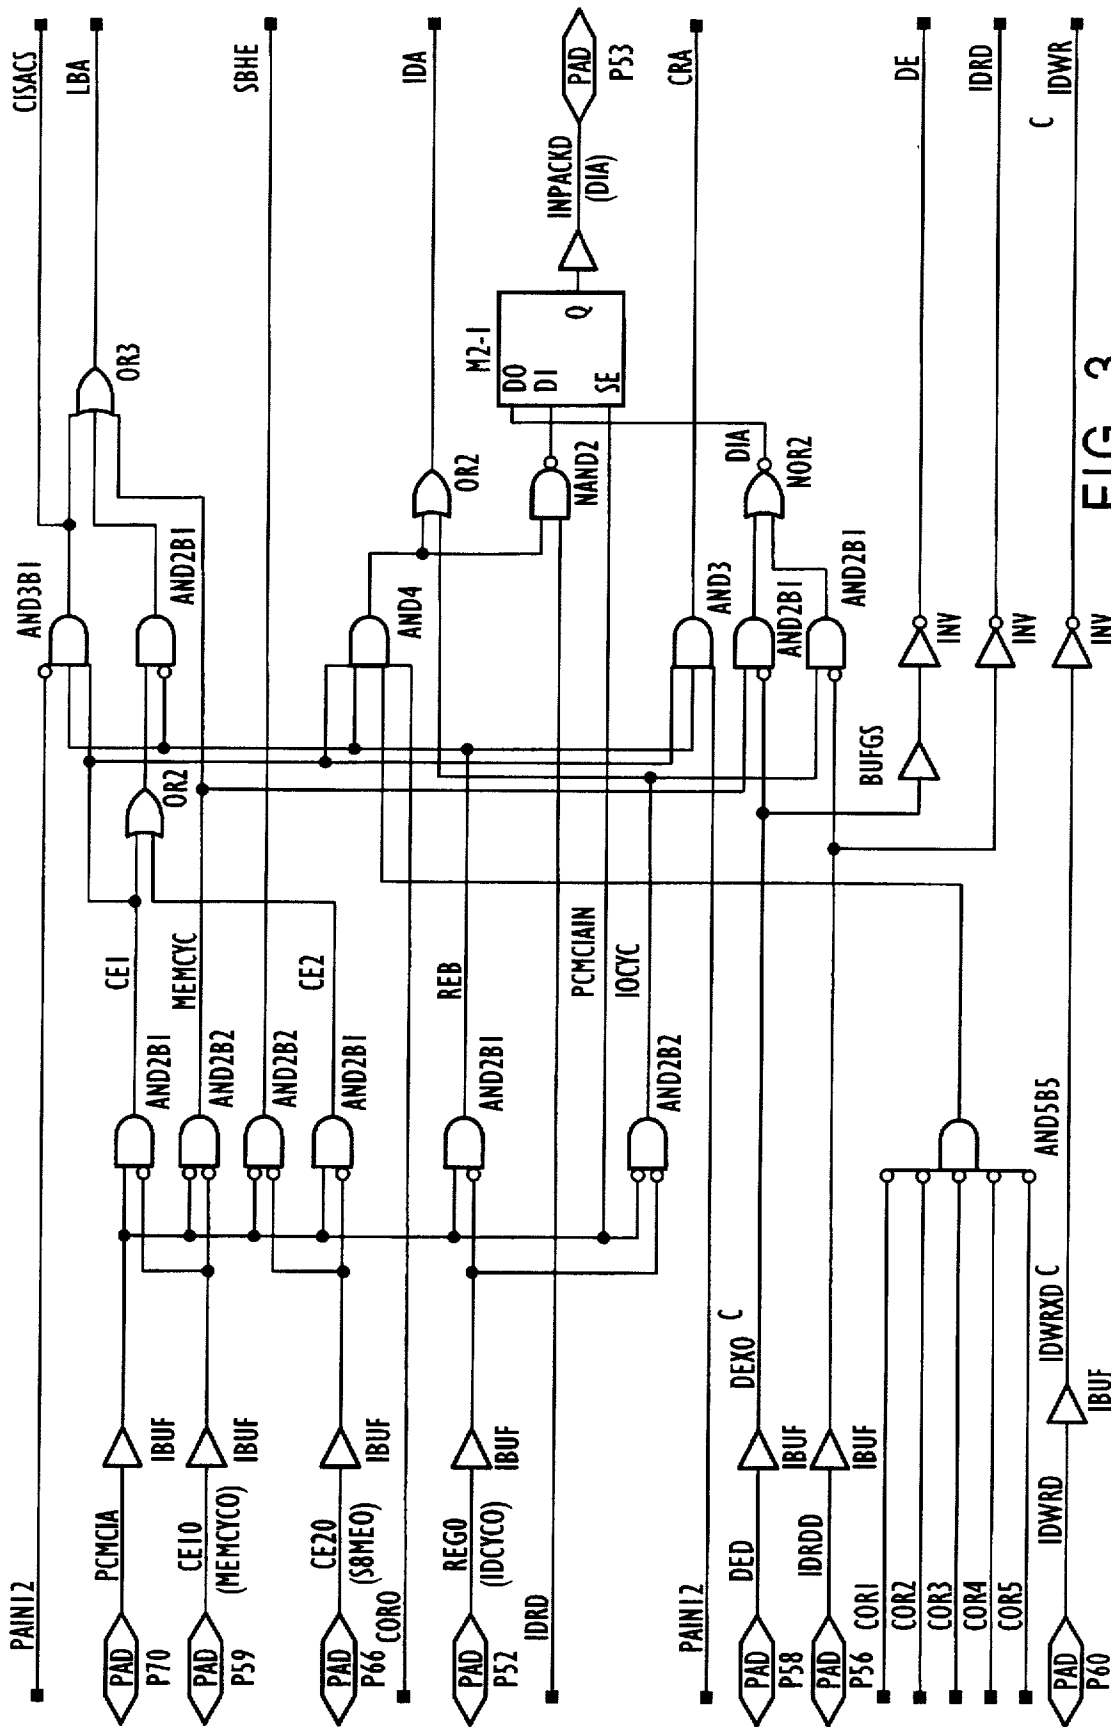 CISACS
LBA
SBHE
IDA
PAD
P53
CRA
DE
IDRD
C
IDWR
INPACKD
(DIA)
OR3
M2-1
Q
DO
DI
SE
OR2
NAND2
DIA
NOR2
FIG. 3
AND3B1
AND2B1
AND4
AND3
AND2B1
AND2B1
INV
INV
INV
OR2
BUFGS
CE1
MEMCYC
CE2
REB
PCMCIAIN
IOCYC
AND2B1
AND2B2
AND2B2
AND2B1
AND2B1
AND2B2
AND5B5
DEXO C
IDWRXD C
IBUF
IBUF
IBUF
IBUF
IBUF
IBUF
IBUF
PAIN12
PCMCIA
CE10
(MEMCYCO)
CE20
(S8MEO)
CORO
REGO
(IDCYCO)
IDRD
PAIN12
DED
IDRDD
COR1
COR2
COR3
COR4
COR5
IDWRD
PAD
P70
PAD
P59
PAD
P66
PAD
P52
PAD
P58
PAD
P56
PAD
P60